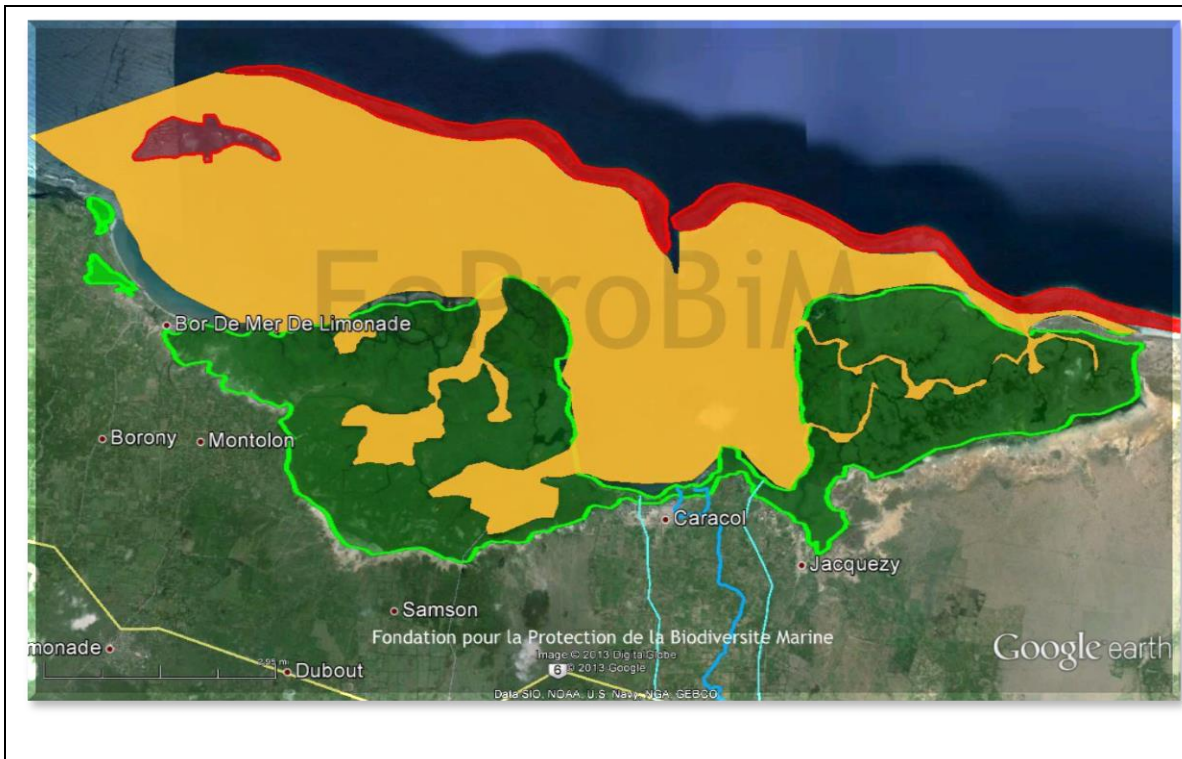 FoProBiM
Bor De Mer De Limonade
Borony
Montolon
Caracol
Jacquezy
Samson
Fondation pour la Protection de la Biodiversite Marine
monade
Image © 2013 DigitalGlobe
Google earth
© 2013 Google
6
Dubout
Data SIO, NOAA, U.S. Navy, NGA, GEBCO